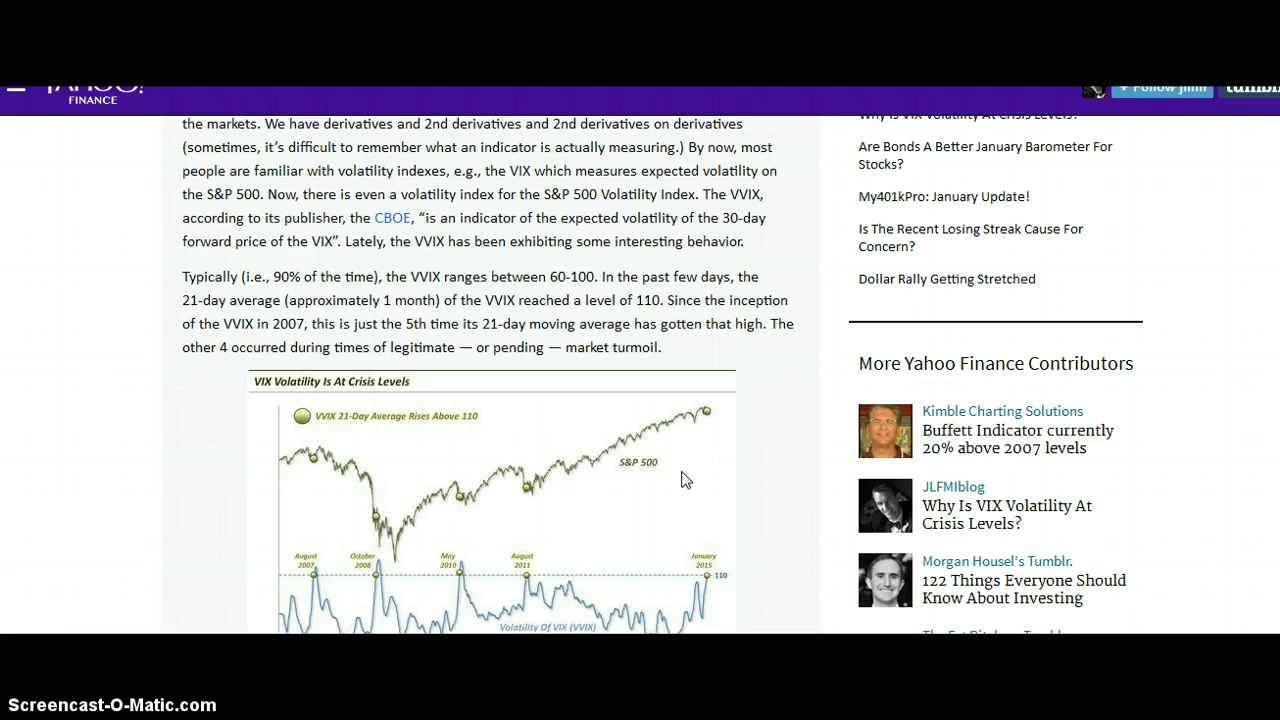 FINANCE
the markets. We have derivatives and 2nd derivatives and 2nd derivatives on derivatives
(sometimes, it's difficult to remember what an indicator is actually measuring.) By now, most
people are familiar with volatility indexes, e.g., the VIX which measures expected volatility on
the S&P 500. Now, there is even a volatility index for the S&P 500 Volatility Index. The VVIX,
according to its publisher, the CBOE, “is an indicator of the expected volatility of the 30-day
forward price of the VIX”. Lately, the VVIX has been exhibiting some interesting behavior.
Typically (i.e., 90% of the time), the VVIX ranges between 60-100. In the past few days, the
21-day average (approximately 1 month) of the VVIX reached a level of 110. Since the inception
of the VVIX in 2007, this is just the 5th time its 21-day moving average has gotten that high. The
other 4 occurred during times of legitimate — or pending — market turmoil.
VIX Volatility Is At Crisis Levels
VVIX 21-Day Average Rises Above 110
S&P 500
August
2007
October
2008
May
2010
August
2011
January
2015
110
Volatility Of VIX (VVIX)
+ Follow
Why Is VIX Volatility At Crisis Levels?
Are Bonds A Better January Barometer For
Stocks?
My401kPro: January Update!
Is The Recent Losing Streak Cause For
Concern?
Dollar Rally Getting Stretched
More Yahoo Finance Contributors
Kimble Charting Solutions
Buffett Indicator currently
20% above 2007 levels
JLFMIblog
Why Is VIX Volatility At
Crisis Levels?
Morgan Housel's Tumblr.
122 Things Everyone Should
Know About Investing
Screencast-O-Matic.com